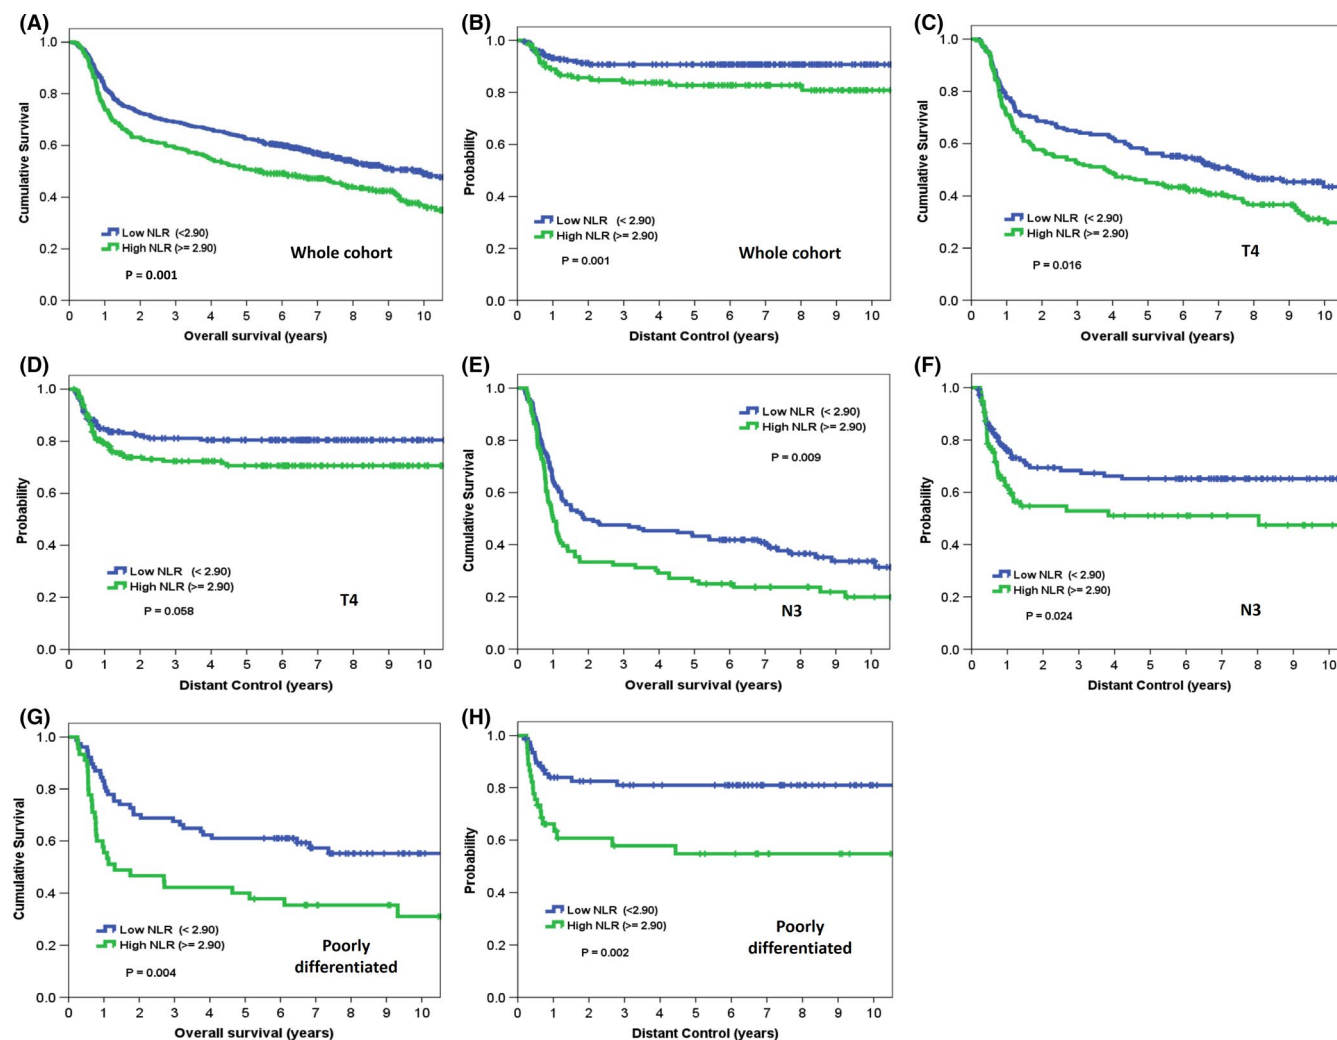 (A)
1.0
0.8
0.6
0.4
0.2
0.0
Cumulative Survival
Low NLR (<2.90)
High NLR (>= 2.90)
P = 0.001
Whole cohort
0 1 2 3 4 5 6 7 8 9 10
Overall survival (years)
(B)
1.0
0.8
0.6
0.4
0.2
0.0
Probability
Low NLR (< 2.90)
High NLR (>= 2.90)
P = 0.001
Whole cohort
0 1 2 3 4 5 6 7 8 9 10
Distant Control (years)
(C)
1.0
0.8
0.6
0.4
0.2
0.0
Cumulative Survival
Low NLR (< 2.90)
High NLR (>= 2.90)
P = 0.016
T4
0 1 2 3 4 5 6 7 8 9 10
Overall survival (years)
(D)
1.0
0.8
0.6
0.4
0.2
0.0
Probability
Low NLR (< 2.90)
High NLR (>= 2.90)
P = 0.058
T4
0 1 2 3 4 5 6 7 8 9 10
Distant Control (years)
(E)
1.0
0.8
0.6
0.4
0.2
0.0
Cumulative Survival
Low NLR (< 2.90)
High NLR (>= 2.90)
P = 0.009
N3
0 1 2 3 4 5 6 7 8 9 10
Overall survival (years)
(F)
1.0
0.8
0.6
0.4
0.2
0.0
Probability
Low NLR (< 2.90)
High NLR (>= 2.90)
P = 0.024
N3
0 1 2 3 4 5 6 7 8 9 10
Distant Control (years)
(G)
1.0
0.8
0.6
0.4
0.2
0.0
Cumulative Survival
Low NLR (< 2.90)
High NLR (>= 2.90)
P = 0.004
Poorly
differentiated
0 1 2 3 4 5 6 7 8 9 10
Overall survival (years)
(H)
1.0
0.8
0.6
0.4
0.2
0.0
Probability
Low NLR (<2.90)
High NLR (>= 2.90)
P = 0.002
Poorly
differentiated
0 1 2 3 4 5 6 7 8 9 10
Distant Control (years)